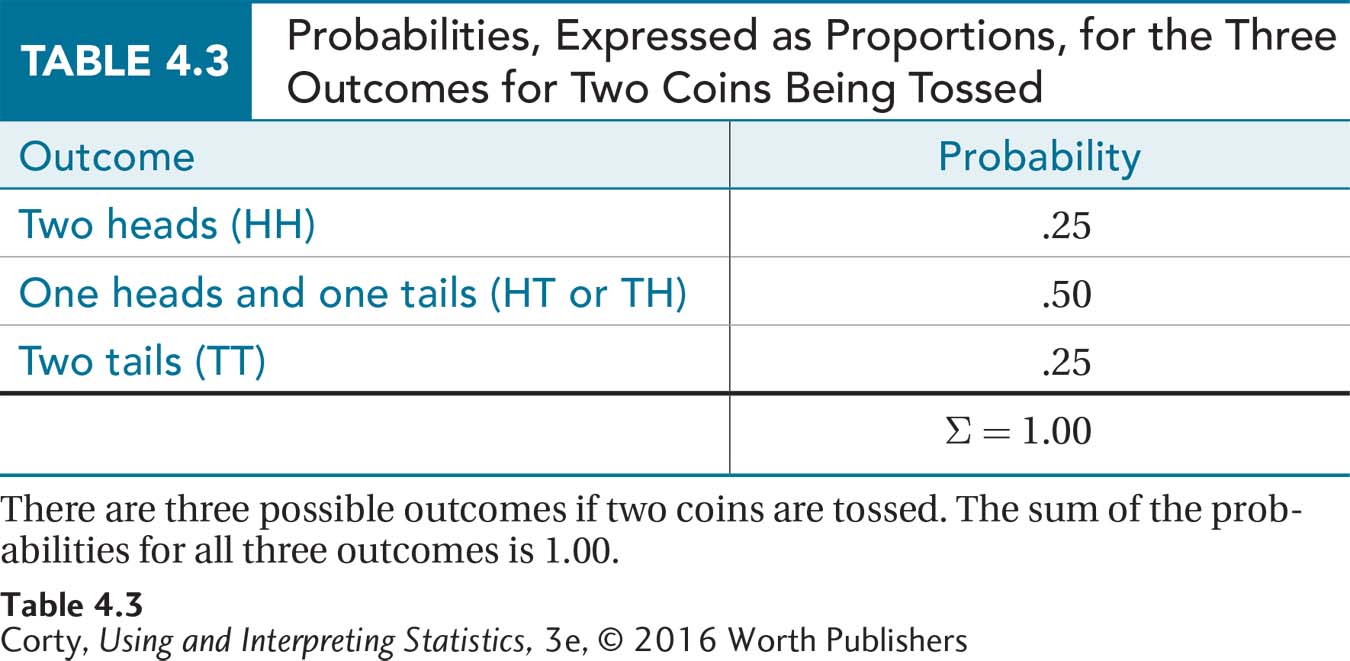 TABLE 4.3
Probabilities, Expressed as Proportions, for the Three
Outcomes for Two Coins Being Tossed
Outcome Probability
Two heads (HH) .25
One heads and one tails (HT or TH) .50
Two tails (TT) .25
Σ = 1.00
There are three possible outcomes if two coins are tossed. The sum of the prob-
abilities for all three outcomes is 1.00.
Table 4.3
Corty, Using and Interpreting Statistics, 3e, © 2016 Worth Publishers